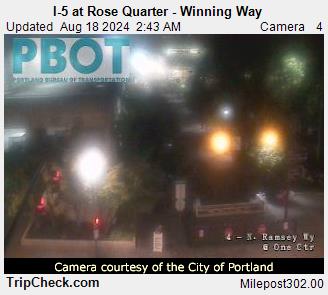 I-5 at Rose Quarter - Winning Way
Updated  Aug 18 2024  2:43 AM  Camera  4
PBOT
PORTLAND BUREAU OF TRANSPORTATION
4 - N. Ramsey Wy
@ One Ctr
Camera courtesy of the City of Portland
TripCheck.com  Milepost302.00